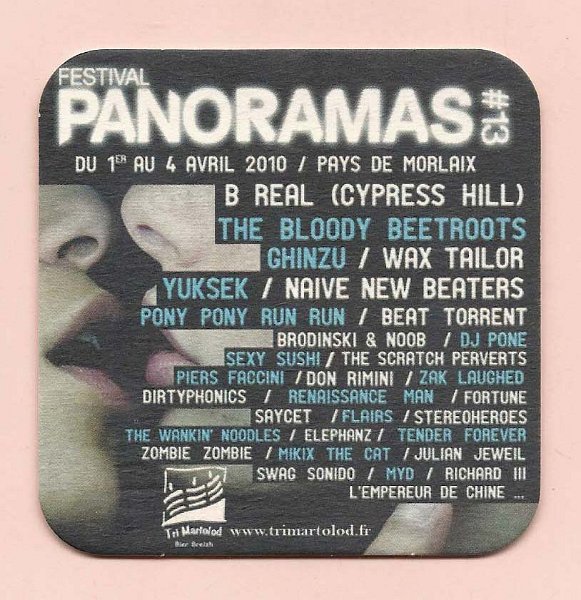 FESTIVAL
PANORAMAS #13
DU 1ER AU 4 AVRIL 2010 / PAYS DE MORLAIX
B REAL (CYPRESS HILL)
THE BLOODY BEETROOTS
GHINZU / WAX TAILOR
YUKSEK / NAIVE NEW BEATERS
PONY PONY RUN RUN / BEAT TORRENT
BRODINSKI & NOOB / DJ PONE
SEXY SUSHI / THE SCRATCH PERVERTS
PIERS FACCINI / DON RIMINI / ZAK LAUGHED
DIRTYPHONICS / RENAISSANCE MAN / FORTUNE
SAYCET / FLAIRS / STEREOHEROES
THE WANKIN' NOODLES / ELEPHANZ / TENDER FOREVER
ZOMBIE ZOMBIE / MIKIX THE CAT / JULIAN JEWEIL
SWAG SONIDO / MYD / RICHARD III
L'EMPEREUR DE CHINE ...
Tri Martolod
Bier Breizh
www.trimartolod.fr